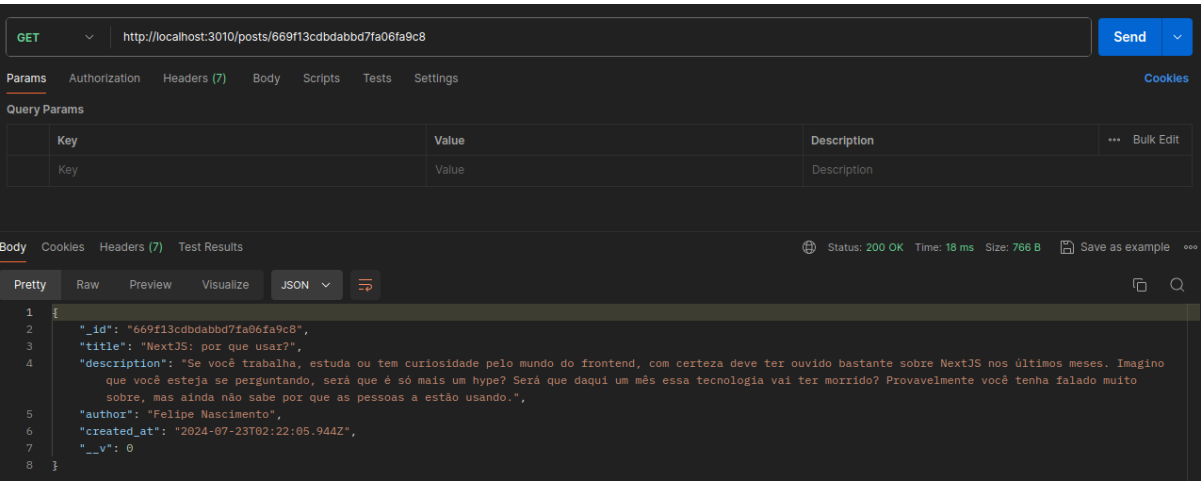 GET http://localhost:3010/posts/669f13cdbdabbd7fa06fa9c8 Send
Params Authorization Headers (7) Body Scripts Tests Settings Cookies
Query Params
Key Value Description ••• Bulk Edit
Key Value Description
Body Cookies Headers (7) Test Results Status: 200 OK Time: 18 ms Size: 766 B Save as example
Pretty Raw Preview Visualize JSON
1 {
2 "_id": "669f13cdbdabbd7fa06fa9c8",
3 "title": "NextJS: por que usar?",
4 "description": "Se você trabalha, estuda ou tem curiosidade pelo mundo do frontend, com certeza deve ter ouvido bastante sobre NextJS nos últimos meses. Imagino
que você esteja se perguntando, será que é só mais um hype? Será que daqui um mês essa tecnologia vai ter morrido? Provavelmente você tenha falado muito
sobre, mas ainda não sabe por que as pessoas a estão usando.",
5 "author": "Felipe Nascimento",
6 "created_at": "2024-07-23T02:22:05.944Z",
7 "__v": 0
8 }